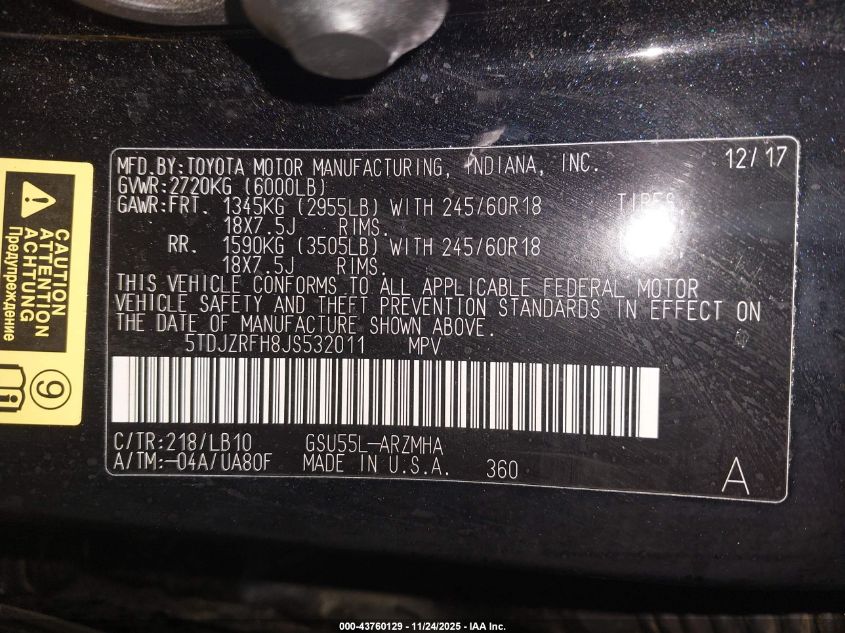 MFD.BY:TOYOTA MOTOR MANUFACTURING, INDIANA, INC. 12/17
GVWR:2720KG (6000LB)
GAWR:FRT. 1345KG (2955LB) WITH 245/60R18 TIRES,
18X7.5J RIMS.
RR. 1590KG (3505LB) WITH 245/60R18
18X7.5J RIMS.
THIS VEHICLE CONFORMS TO ALL APPLICABLE FEDERAL MOTOR
VEHICLE SAFETY AND THEFT PREVENTION STANDARDS IN EFFECT ON
THE DATE OF MANUFACTURE SHOWN ABOVE.
5TDJZRFH8JS532011 MPV
C/TR:218/LB10 GSU55L-ARZMHA
A/TM:-04A/UA80F MADE IN U.S.A. 360 A
CAUTION
ATTENTION
ACHTUNG
Предупреждение
9
i
000-43760129 - 11/24/2025 - IAA Inc.